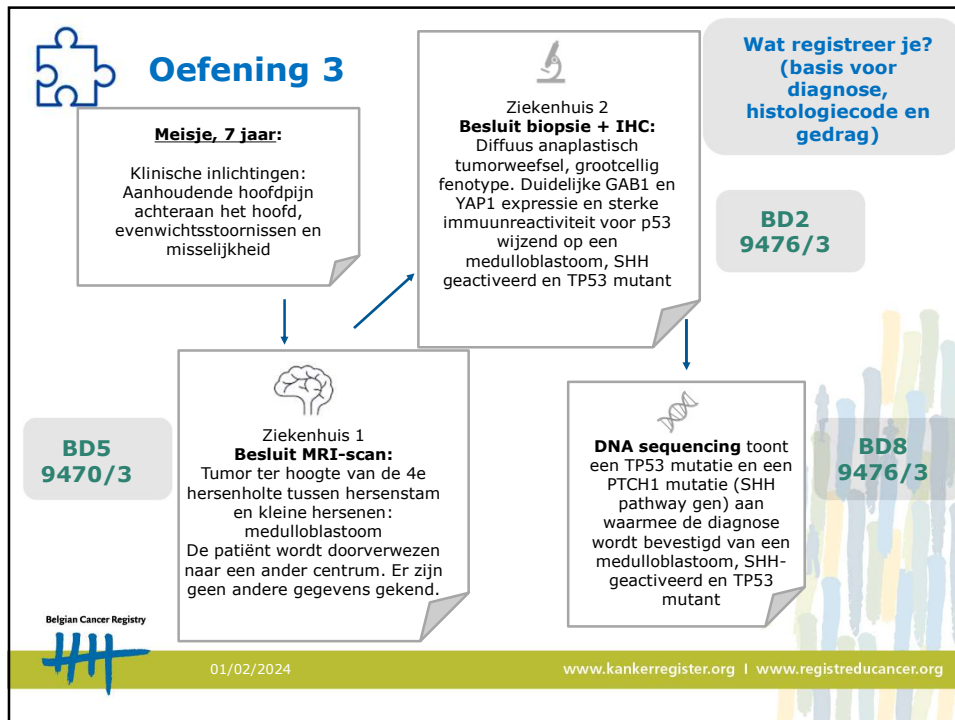 Oefening 3
Wat registreer je?
(basis voor
diagnose,
histologiecode en
gedrag)
Meisje, 7 jaar:
Klinische inlichtingen:
Aanhoudende hoofdpijn
achteraan het hoofd,
evenwichtsstoornissen en
misselijkheid
Ziekenhuis 2
Besluit biopsie + IHC:
Diffuus anaplastisch
tumorweefsel, grootcellig
fenotype. Duidelijke GAB1 en
YAP1 expressie en sterke
immuunreactiviteit voor p53
wijzend op een
medulloblastoom, SHH
geactiveerd en TP53 mutant
BD2
9476/3
BD5
9470/3
Ziekenhuis 1
Besluit MRI-scan:
Tumor ter hoogte van de 4e
hersenholte tussen hersenstam
en kleine hersenen:
medulloblastoom
De patiënt wordt doorverwezen
naar een ander centrum. Er zijn
geen andere gegevens gekend.
DNA sequencing toont
een TP53 mutatie en een
PTCH1 mutatie (SHH
pathway gen) aan
waarmee de diagnose
wordt bevestigd van een
medulloblastoom, SHH-
geactiveerd en TP53
mutant
BD8
9476/3
Belgian Cancer Registry
01/02/2024
www.kankerregister.org I www.registreducancer.org